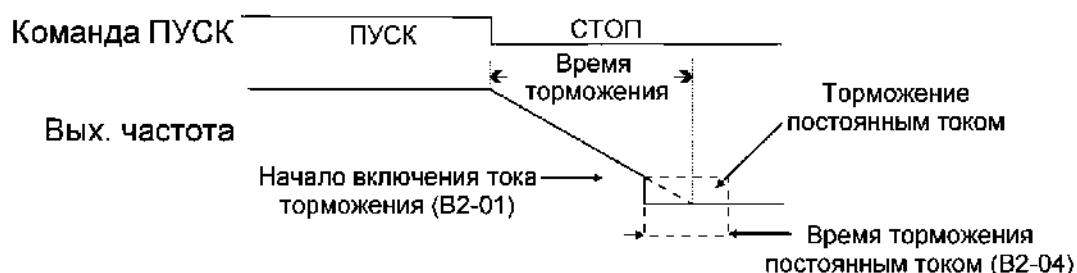 Команда ПУСК
ПУСК
СТОП
Время
торможения
Вых. частота
Торможение
постоянным током
Начало включения тока
торможения (B2-01)
Время торможения
постоянным током (B2-04)